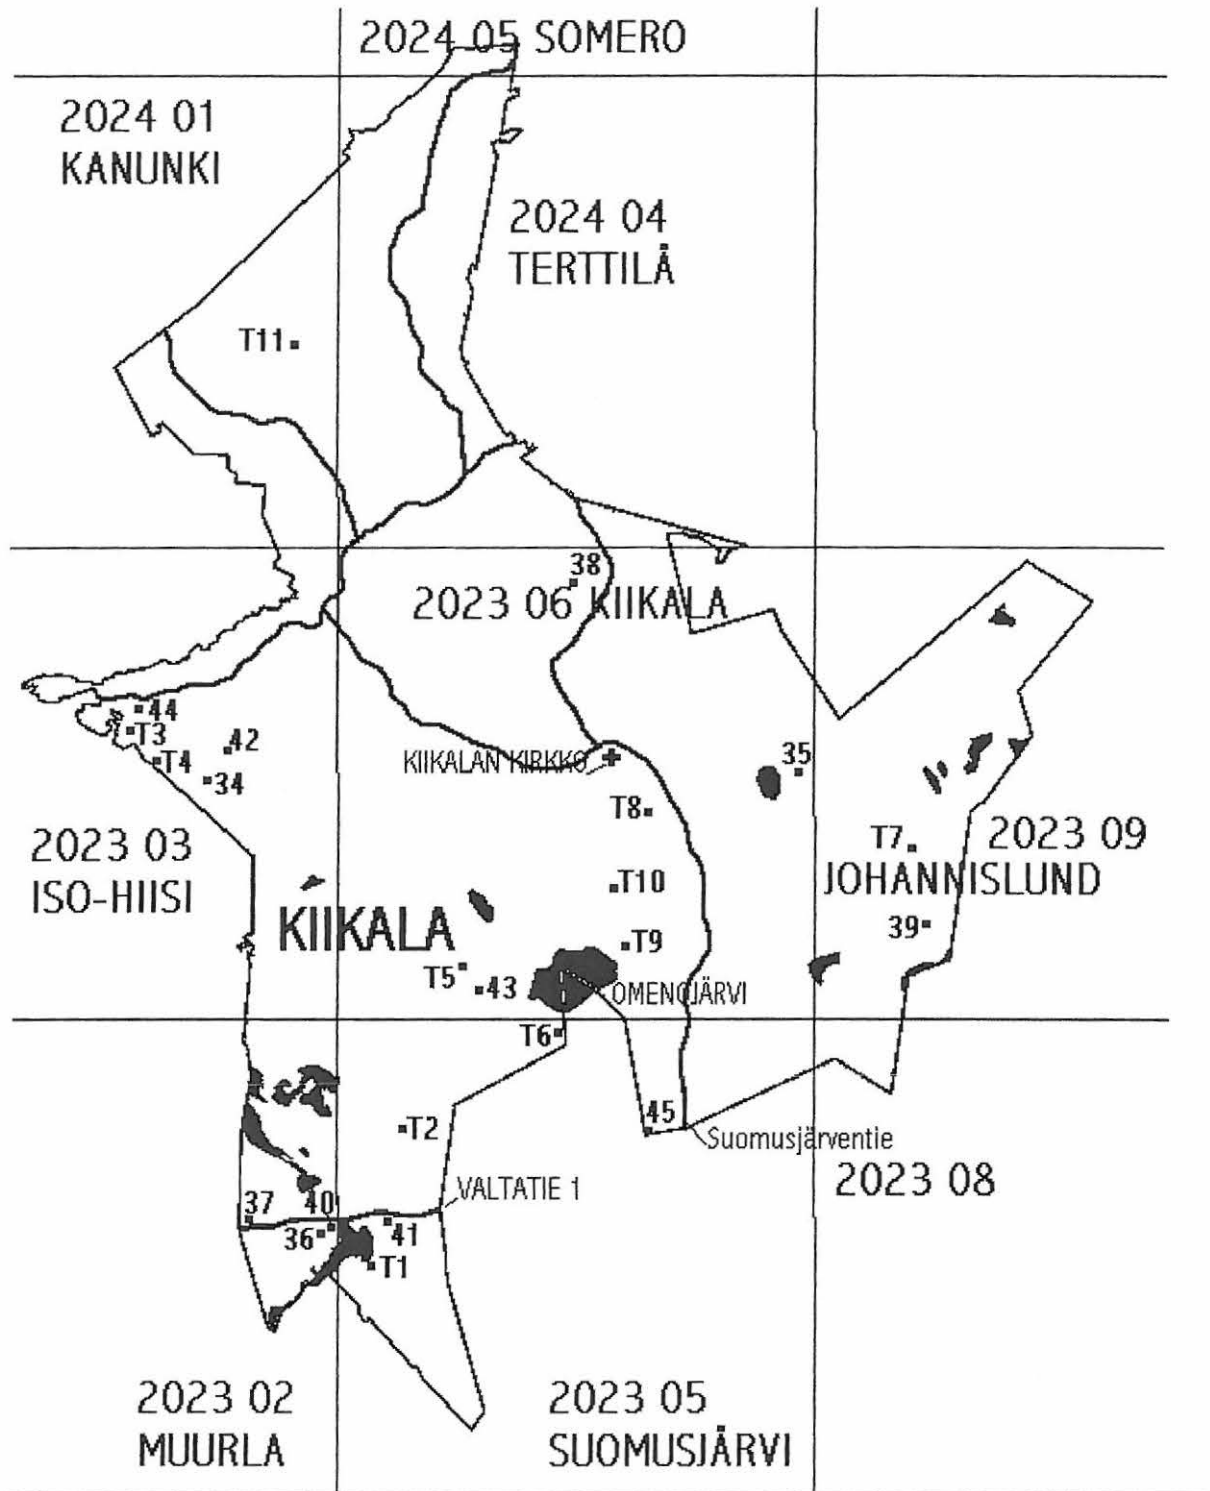 2024 05 SOMERO
2024 01
KANUNKI
2024 04
TERTTILÄ
T11
38
2023 06 KIIKALA
44
T3
42
T4
34
KIIKALAN KIRKKO
35
T8
2023 03
ISO-HIISI
T7
2023 09
JOHANNISLUND
T10
KIIKALA
39
T9
T5
43
OMENOJÄRVI
T6
45
T2
Suomusjärventie
2023 08
VALTATIE 1
37
40
36
41
T1
2023 02
MUURLA
2023 05
SUOMUSJÄRVI